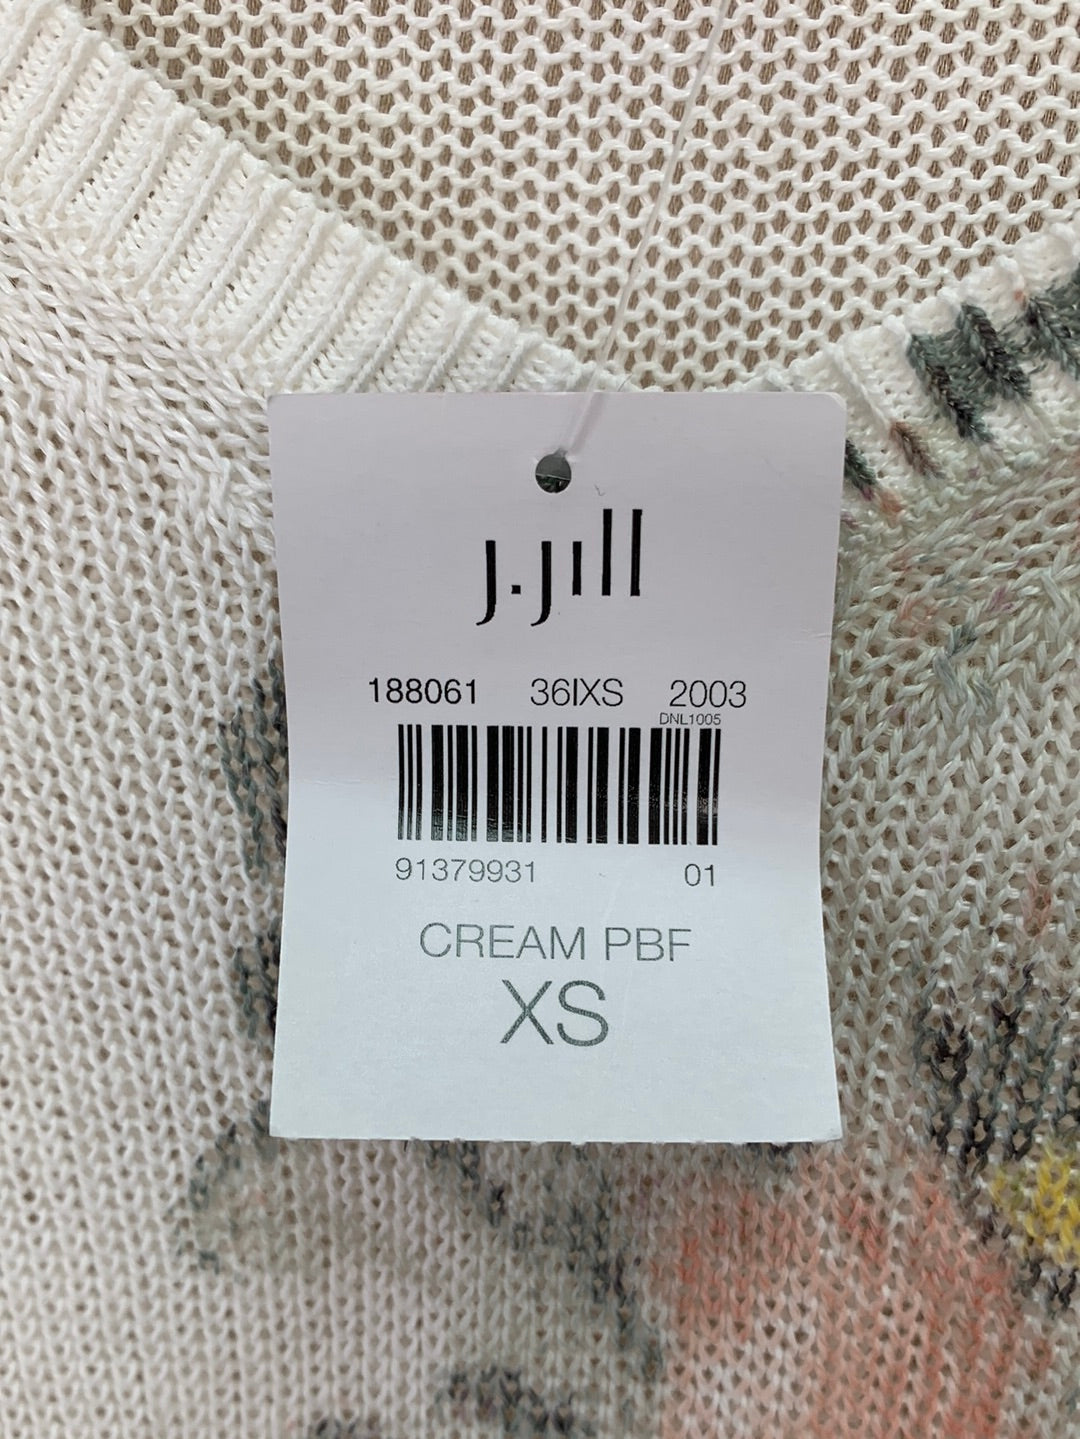 J.Jill
188061 36IXS 2003
DNL1005
91379931 01
CREAM PBF
XS